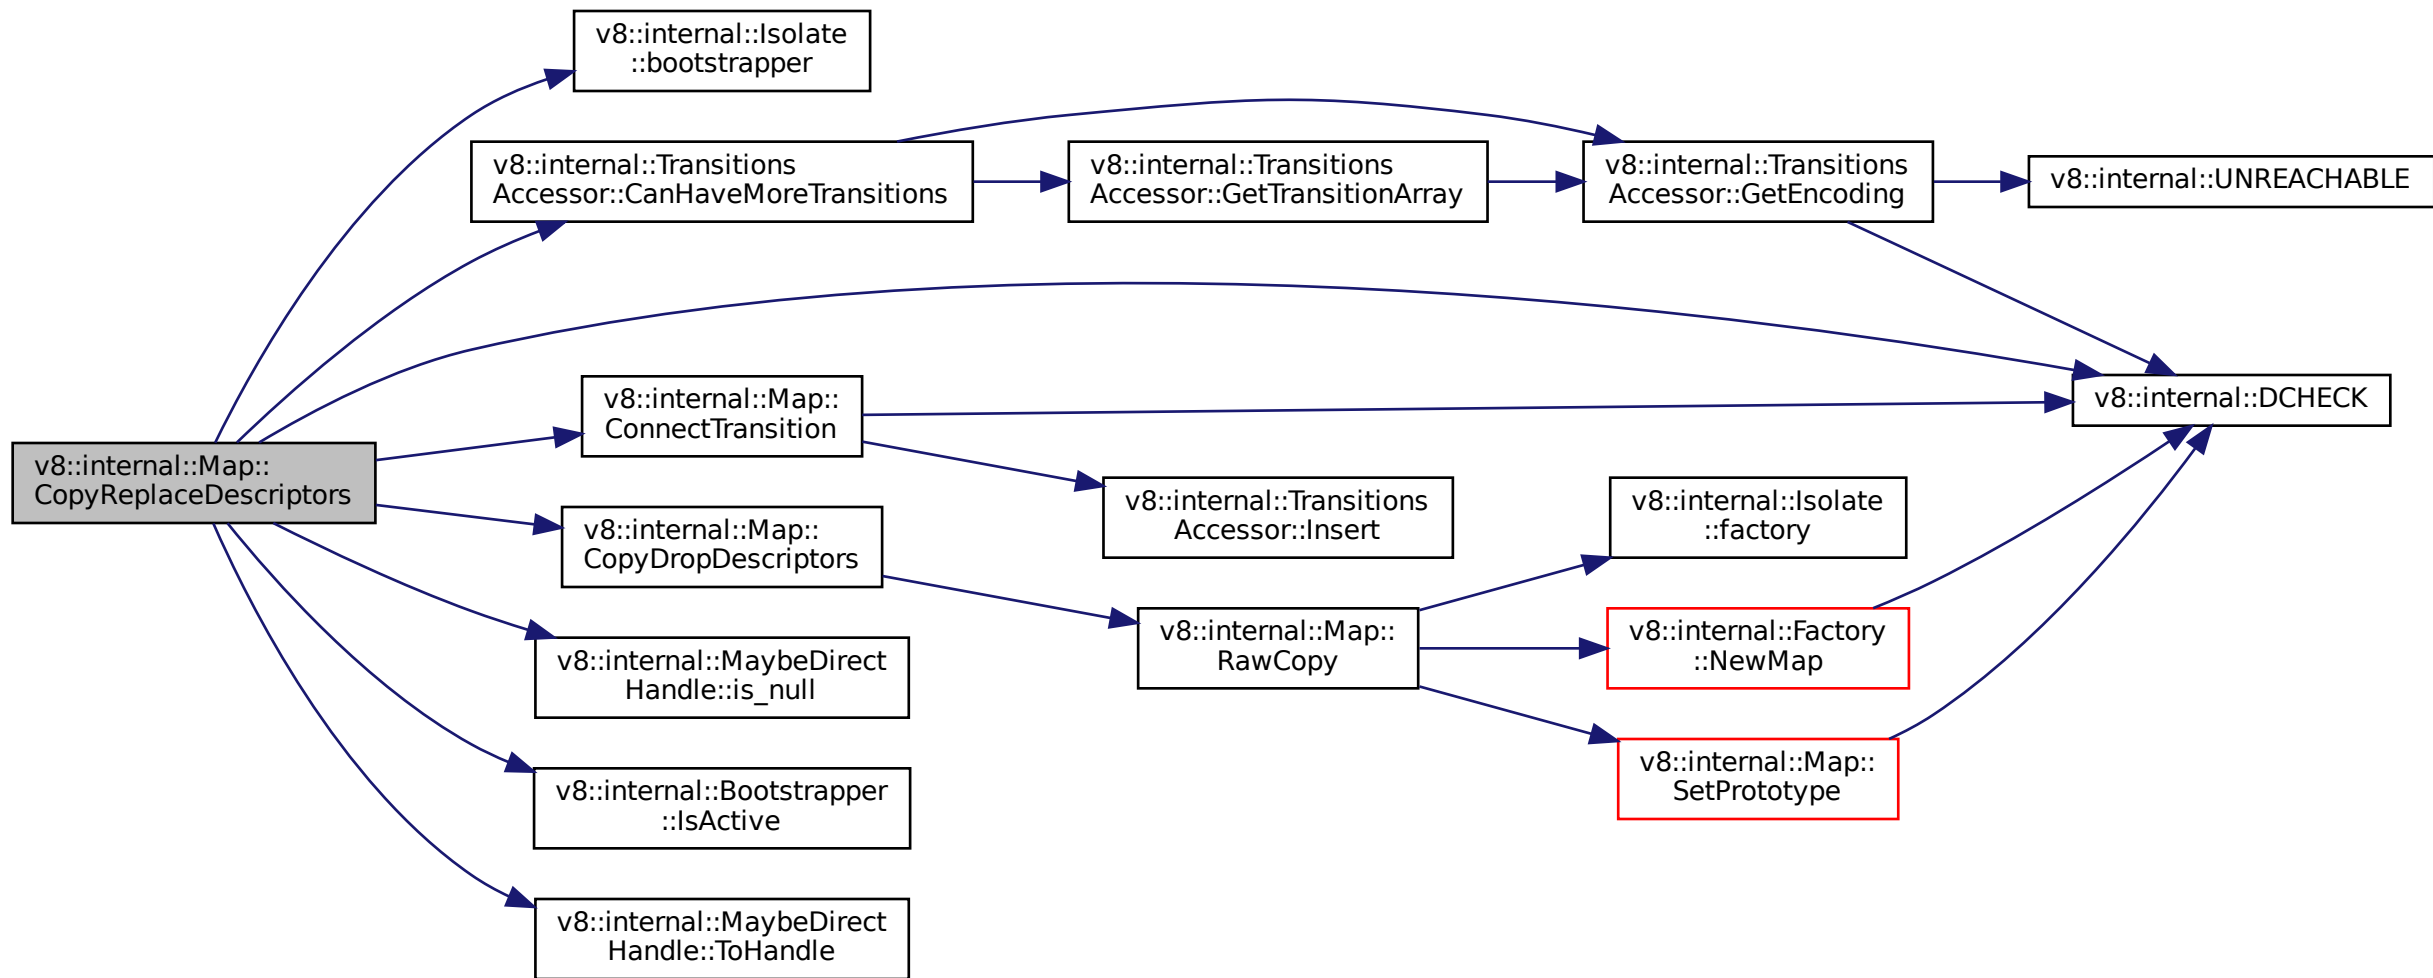 v8::internal::Isolate
::bootstrapper
v8::internal::Transitions
Accessor::CanHaveMoreTransitions
v8::internal::Transitions
Accessor::GetTransitionArray
v8::internal::Transitions
Accessor::GetEncoding
v8::internal::UNREACHABLE
v8::internal::Map::
ConnectTransition
v8::internal::DCHECK
v8::internal::Map::
CopyReplaceDescriptors
v8::internal::Transitions
Accessor::Insert
v8::internal::Map::
CopyDropDescriptors
v8::internal::Isolate
::factory
v8::internal::Map::
RawCopy
v8::internal::Factory
::NewMap
v8::internal::MaybeDirect
Handle::is_null
v8::internal::Map::
SetPrototype
v8::internal::Bootstrapper
::IsActive
v8::internal::MaybeDirect
Handle::ToHandle